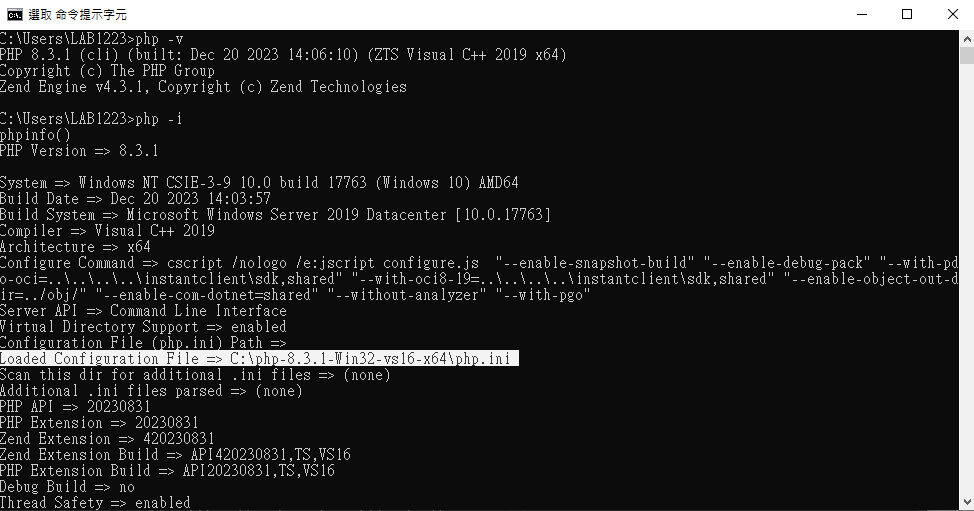 選取 命令提示字元
C:\Users\LAB1223>php -v
PHP 8.3.1 (cli) (built: Dec 20 2023 14:06:10) (ZTS Visual C++ 2019 x64)
Copyright (c) The PHP Group
Zend Engine v4.3.1, Copyright (c) Zend Technologies
C:\Users\LAB1223>php -i
phpinfo()
PHP Version => 8.3.1
System => Windows NT CSIE-3-9 10.0 build 17763 (Windows 10) AMD64
Build Date => Dec 20 2023 14:03:57
Build System => Microsoft Windows Server 2019 Datacenter [10.0.17763]
Compiler => Visual C++ 2019
Architecture => x64
Configure Command => cscript /nologo /e:jscript configure.js  "--enable-snapshot-build" "--enable-debug-pack" "--with-pd
o-oci=..\..\..\..\instantclient\sdk,shared" "--with-oci8-19=..\..\..\..\instantclient\sdk,shared" "--enable-object-out-d
ir=../obj/" "--enable-com-dotnet=shared" "--without-analyzer" "--with-pgo"
Server API => Command Line Interface
Virtual Directory Support => enabled
Configuration File (php.ini) Path =>
Loaded Configuration File => C:\php-8.3.1-Win32-vs16-x64\php.ini
Scan this dir for additional .ini files => (none)
Additional .ini files parsed => (none)
PHP API => 20230831
PHP Extension => 20230831
Zend Extension => 420230831
Zend Extension Build => API420230831,TS,VS16
PHP Extension Build => API20230831,TS,VS16
Debug Build => no
Thread Safety => enabled